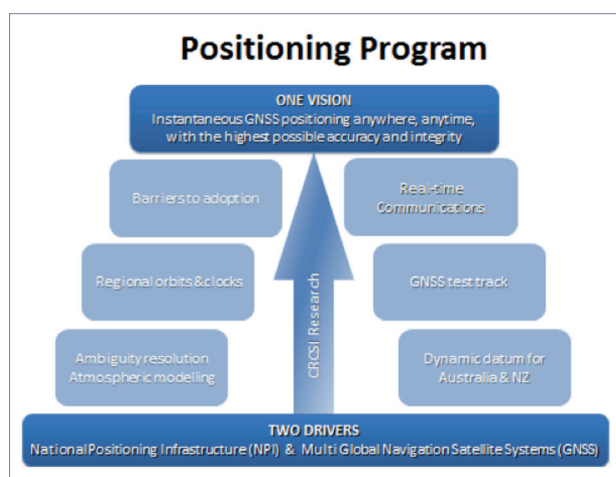 Positioning Program
ONE VISION
Instantaneous GNSS positioning anywhere, anytime,
with the highest possible accuracy and integrity
Barriers to adoption
Real-time
Communications
Regional orbits & clocks
GNSS test track
CRCSI Research
Ambiguity resolution
Atmospheric modelling
Dynamic datum for
Australia & NZ
TWO DRIVERS
National Positioning Infrastructure (NPI) & Multi Global Navigation Satellite Systems (GNSS)